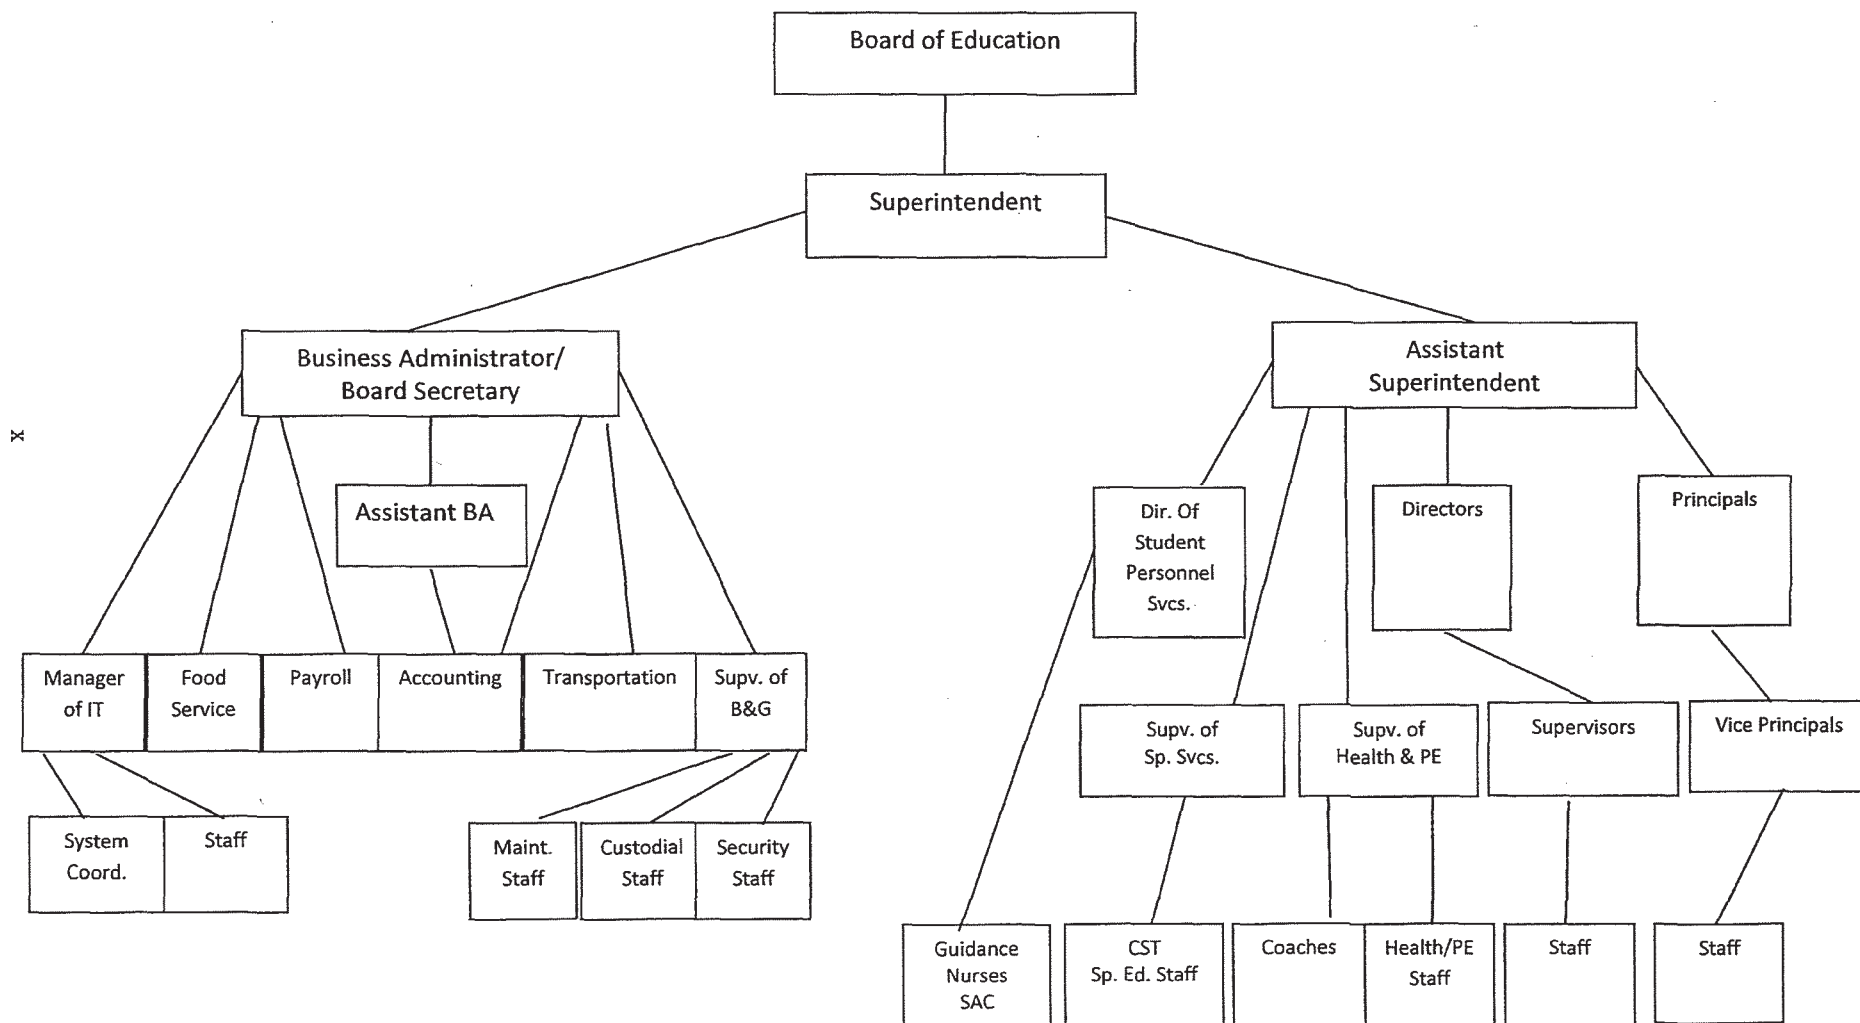 Board of Education
Superintendent
Business Administrator/
Board Secretary
Assistant
Superintendent
x
Assistant BA
Dir. Of
Student
Personnel
Svcs.
Directors
Principals
Manager
of IT
Food
Service
Payroll
Accounting
Transportation
Supv. of
B&G
Supv. of
Sp. Svcs.
Supv. of
Health & PE
Supervisors
Vice Principals
System
Coord.
Staff
Maint.
Staff
Custodial
Staff
Security
Staff
Guidance
Nurses
SAC
CST
Sp. Ed. Staff
Coaches
Health/PE
Staff
Staff
Staff